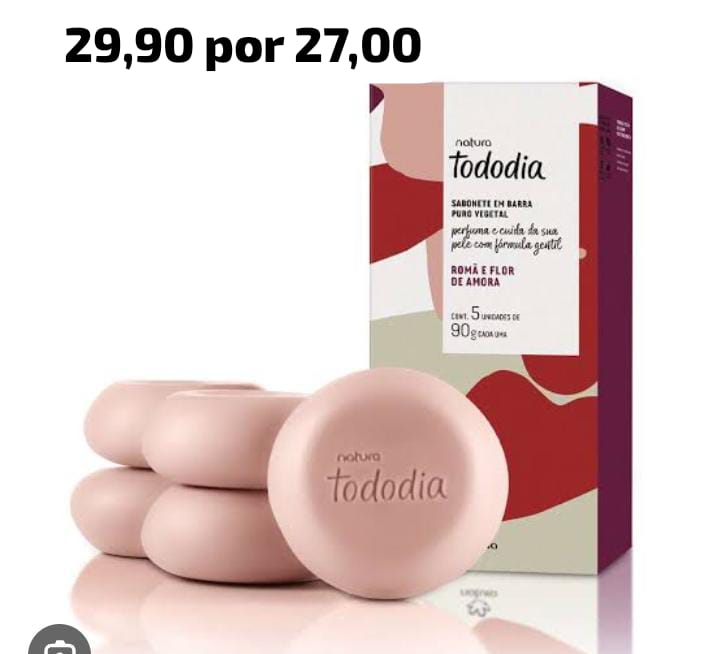 29,90 por 27,00
natura
tododia
SABONETE EM BARRA
PURO VEGETAL
perfuma e cuida da sua
pele com fórmula gentil
ROMÃ E FLOR
DE AMORA
CONT. 5 UNIDADES DE
90g CADA UMA
natura
tododia